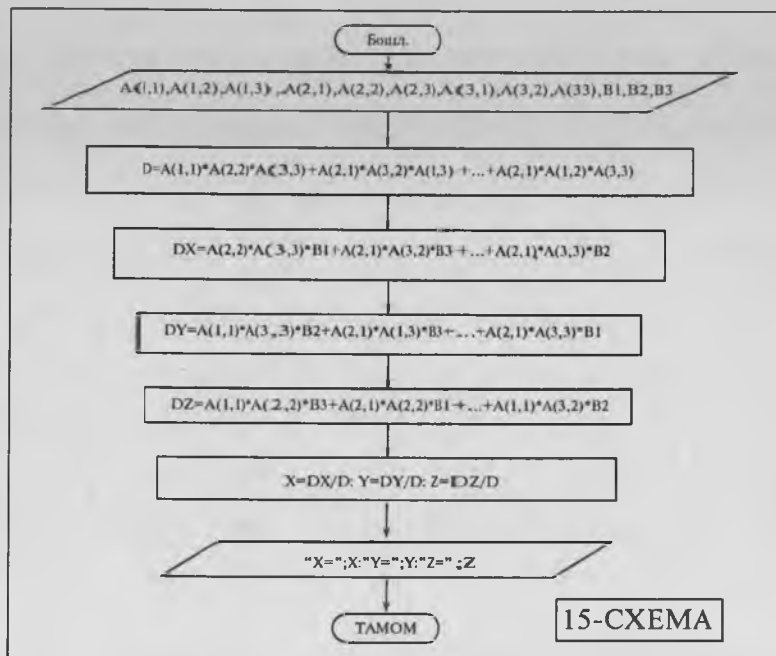 Бошл.
A(1,1),A(1,2),A(1,3),.,A(2,1),A(2,2),A(2,3),A(3,1),A(3,2),A(33),B1,B2,B3
D=A(1,1)*A(2,2)*A(3,3)+A(2,1)*A(3,2)*A(1,3)+...+A(2,1)*A(1,2)*A(3,3)
DX=A(2,2)*A(3,3)*B1+A(2,1)*A(3,2)*B3+...+A(2,1)*A(3,3)*B2
DY=A(1,1)*A(3,.3)*B2+A(2,1)*A(1,3)*B3+...+A(2,1)*A(3,3)*B1
DZ=A(1,1)*A(2,2)*B3+A(2,1)*A(2,2)*B1+...+A(1,1)*A(3,2)*B2
X=DX/D: Y=DY/D: Z=DZ/D
"X=";X:"Y=";Y:"Z=";Z
ТАМОМ
15-СХЕМА